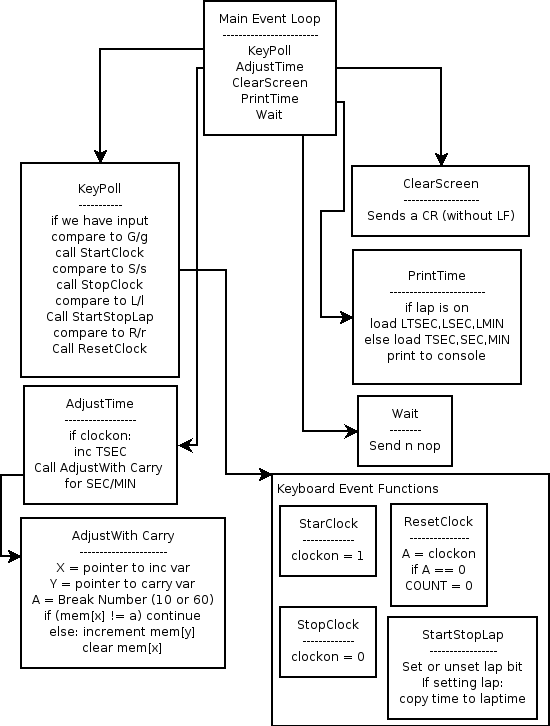 Main Event Loop
------------------------
KeyPoll
AdjustTime
ClearScreen
PrintTime
Wait
KeyPoll
-----------
if we have input
compare to G/g
call StartClock
compare to S/s
call StopClock
compare to L/l
Call StartStopLap
compare to R/r
Call ResetClock
ClearScreen
-------------------
Sends a CR (without LF)
PrintTime
------------------------
if lap is on
load LTSEC,LSEC,LMIN
else load TSEC,SEC,MIN
print to console
AdjustTime
------------------
if clockon:
inc TSEC
Call AdjustWith Carry
for SEC/MIN
Wait
--------
Send n nop
AdjustWith Carry
----------------------
X = pointer to inc var
Y = pointer to carry var
A = Break Number (10 or 60)
if (mem[x] != a) continue
else: increment mem[y]
clear mem[x]
Keyboard Event Functions
StarClock
-------------
clockon = 1
ResetClock
-------------
A = clockon
if A == 0
COUNT = 0
StopClock
-------------
clockon = 0
StartStopLap
-----------------
Set or unset lap bit
If setting lap:
copy time to laptime